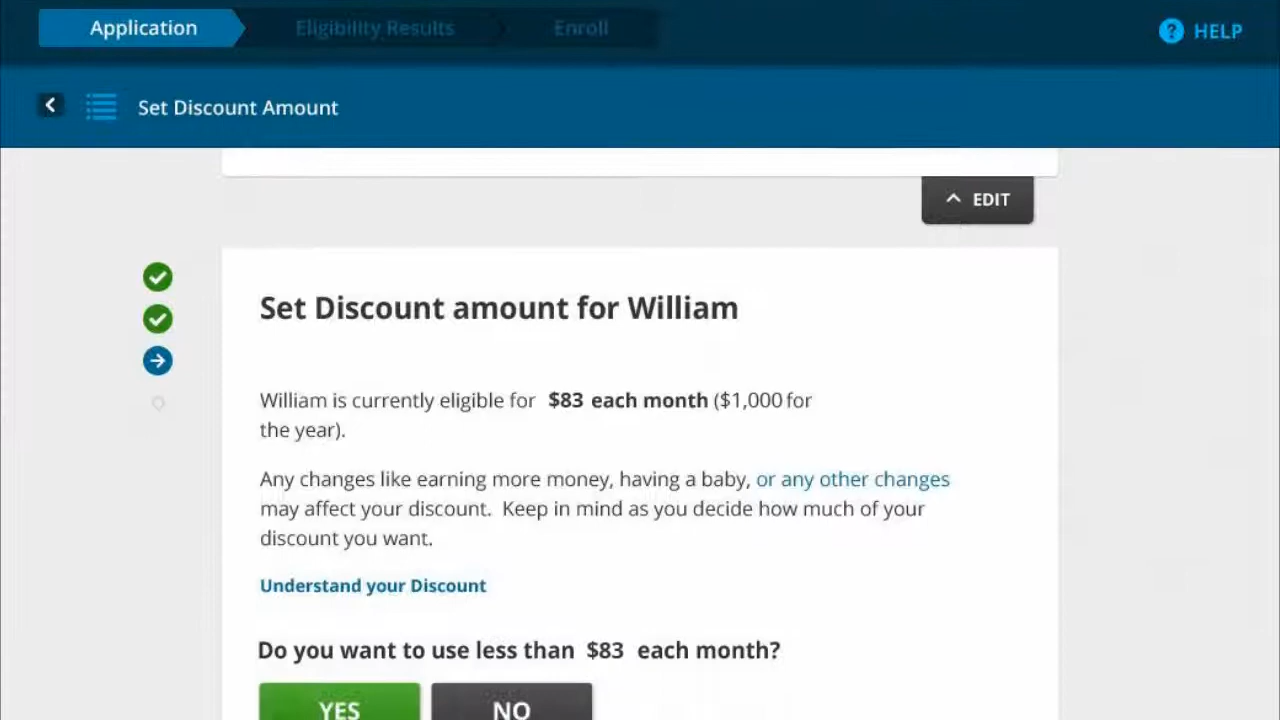 Application
Eligibility Results
Enroll
? HELP
Set Discount Amount
EDIT
Set Discount amount for William
William is currently eligible for $83 each month ($1,000 for
the year).
Any changes like earning more money, having a baby, or any other changes
may affect your discount. Keep in mind as you decide how much of your
discount you want.
Understand your Discount
Do you want to use less than $83 each month?
YES
NO